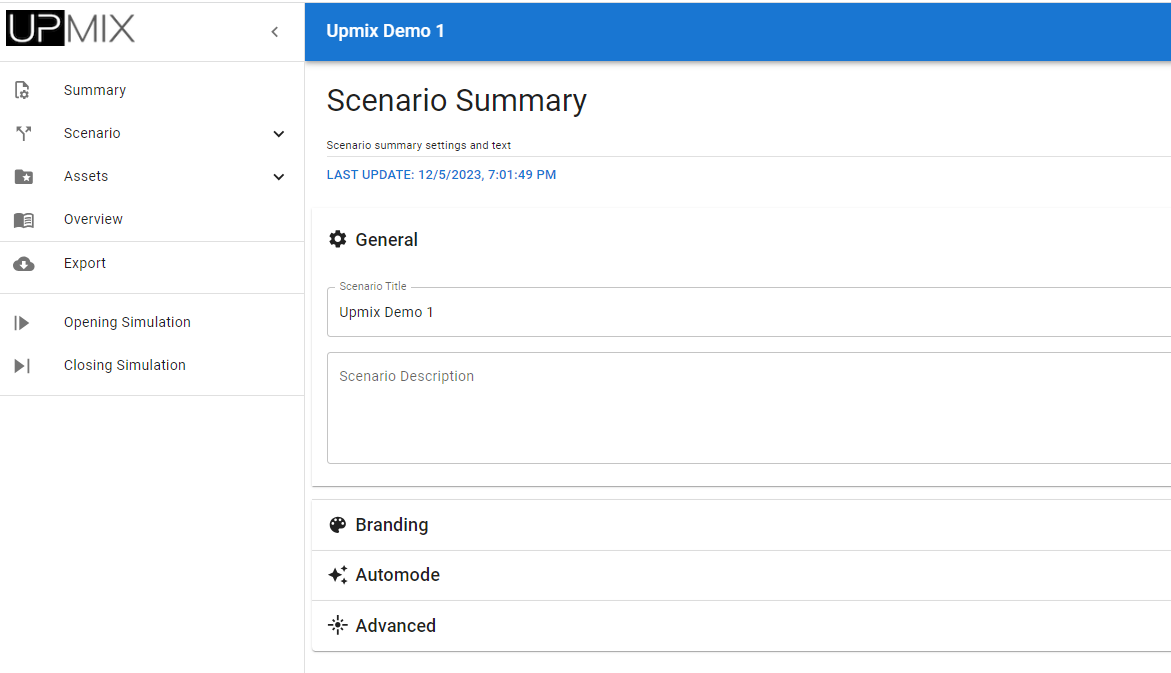 UPMIX
Upmix Demo 1
Summary
Scenario
Assets
Overview
Export
Opening Simulation
Closing Simulation
Scenario Summary
Scenario summary settings and text
LAST UPDATE: 12/5/2023, 7:01:49 PM
General
Scenario Title
Upmix Demo 1
Scenario Description
Branding
Automode
Advanced